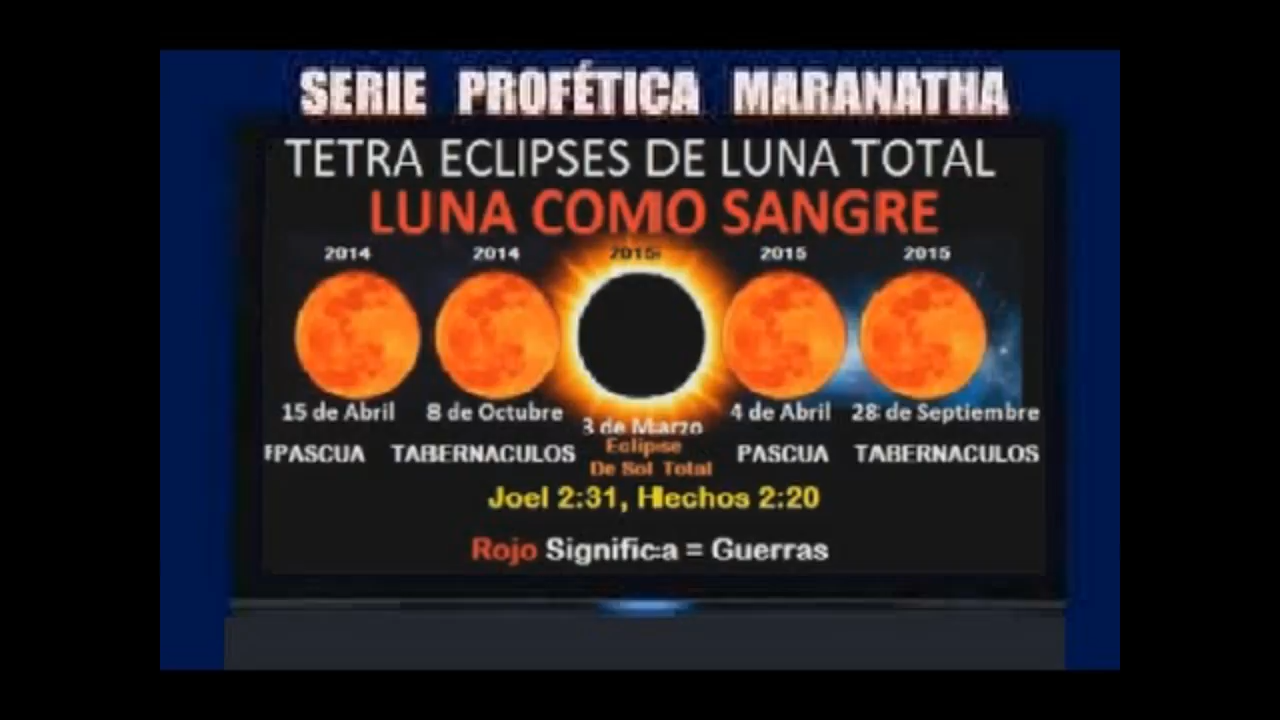 SERIE PROFÉTICA MARANATHA
TETRA ECLIPSES DE LUNA TOTAL
LUNA COMO SANGRE
2014 2014 2015 2015 2015
15 de Abril 8 de Octubre 3 de Marzo 4 de Abril 28 de Septiembre
PASCUA TABERNACULOS Eclipse PASCUA TABERNACULOS
De Sol Total
Joel 2:31, Hechos 2:20
Rojo Significa = Guerras